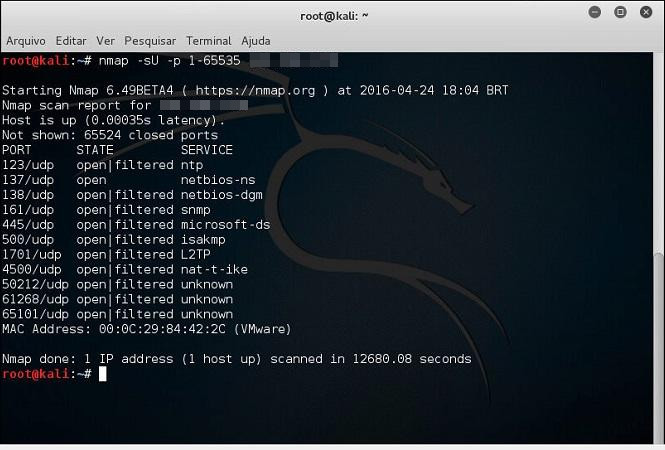 root@kali: ~
Arquivo Editar Ver Pesquisar Terminal Ajuda
root@kali:~# nmap -sU -p 1-65535
Starting Nmap 6.49BETA4 ( https://nmap.org ) at 2016-04-24 18:04 BRT
Nmap scan report for
Host is up (0.00035s latency).
Not shown: 65524 closed ports
PORT STATE SERVICE
123/udp open|filtered ntp
137/udp open netbios-ns
138/udp open|filtered netbios-dgm
161/udp open|filtered snmp
445/udp open|filtered microsoft-ds
500/udp open|filtered isakmp
1701/udp open|filtered L2TP
4500/udp open|filtered nat-t-ike
50212/udp open|filtered unknown
61268/udp open|filtered unknown
65101/udp open|filtered unknown
MAC Address: 00:0C:29:84:42:2C (VMware)
Nmap done: 1 IP address (1 host up) scanned in 12680.08 seconds
root@kali:~#